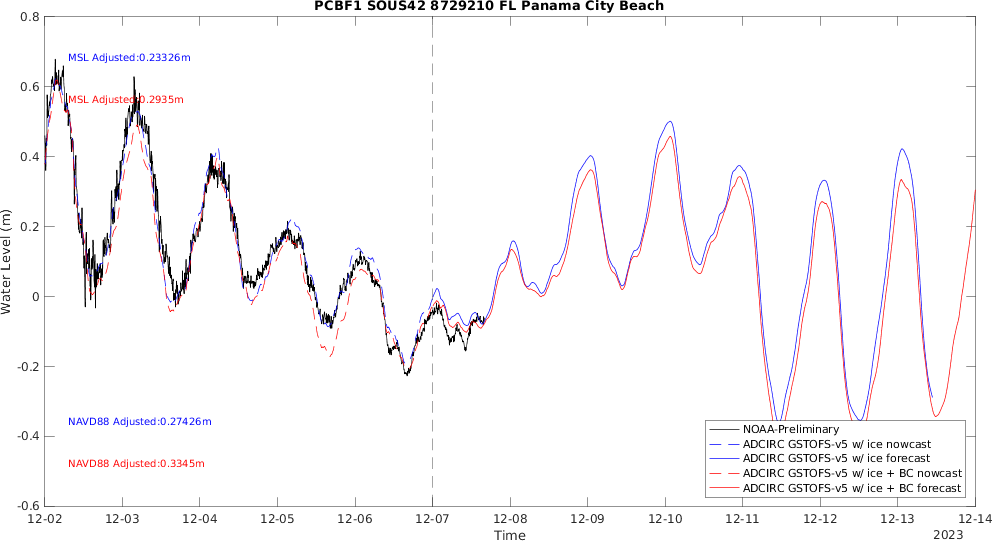 PCBF1 SOUS42 8729210 FL Panama City Beach
0.8
0.6
0.4
0.2
0
-0.2
-0.4
-0.6
Water Level (m)
MSL Adjusted:0.23326m
MSL Adjusted:0.2935m
NAVD88 Adjusted:0.27426m
NAVD88 Adjusted:0.3345m
NOAA-Preliminary
ADCIRC GSTOFS-v5 w/ ice nowcast
ADCIRC GSTOFS-v5 w/ ice forecast
ADCIRC GSTOFS-v5 w/ ice + BC nowcast
ADCIRC GSTOFS-v5 w/ ice + BC forecast
12-02 12-03 12-04 12-05 12-06 12-07 12-08 12-09 12-10 12-11 12-12 12-13 12-14
Time
2023